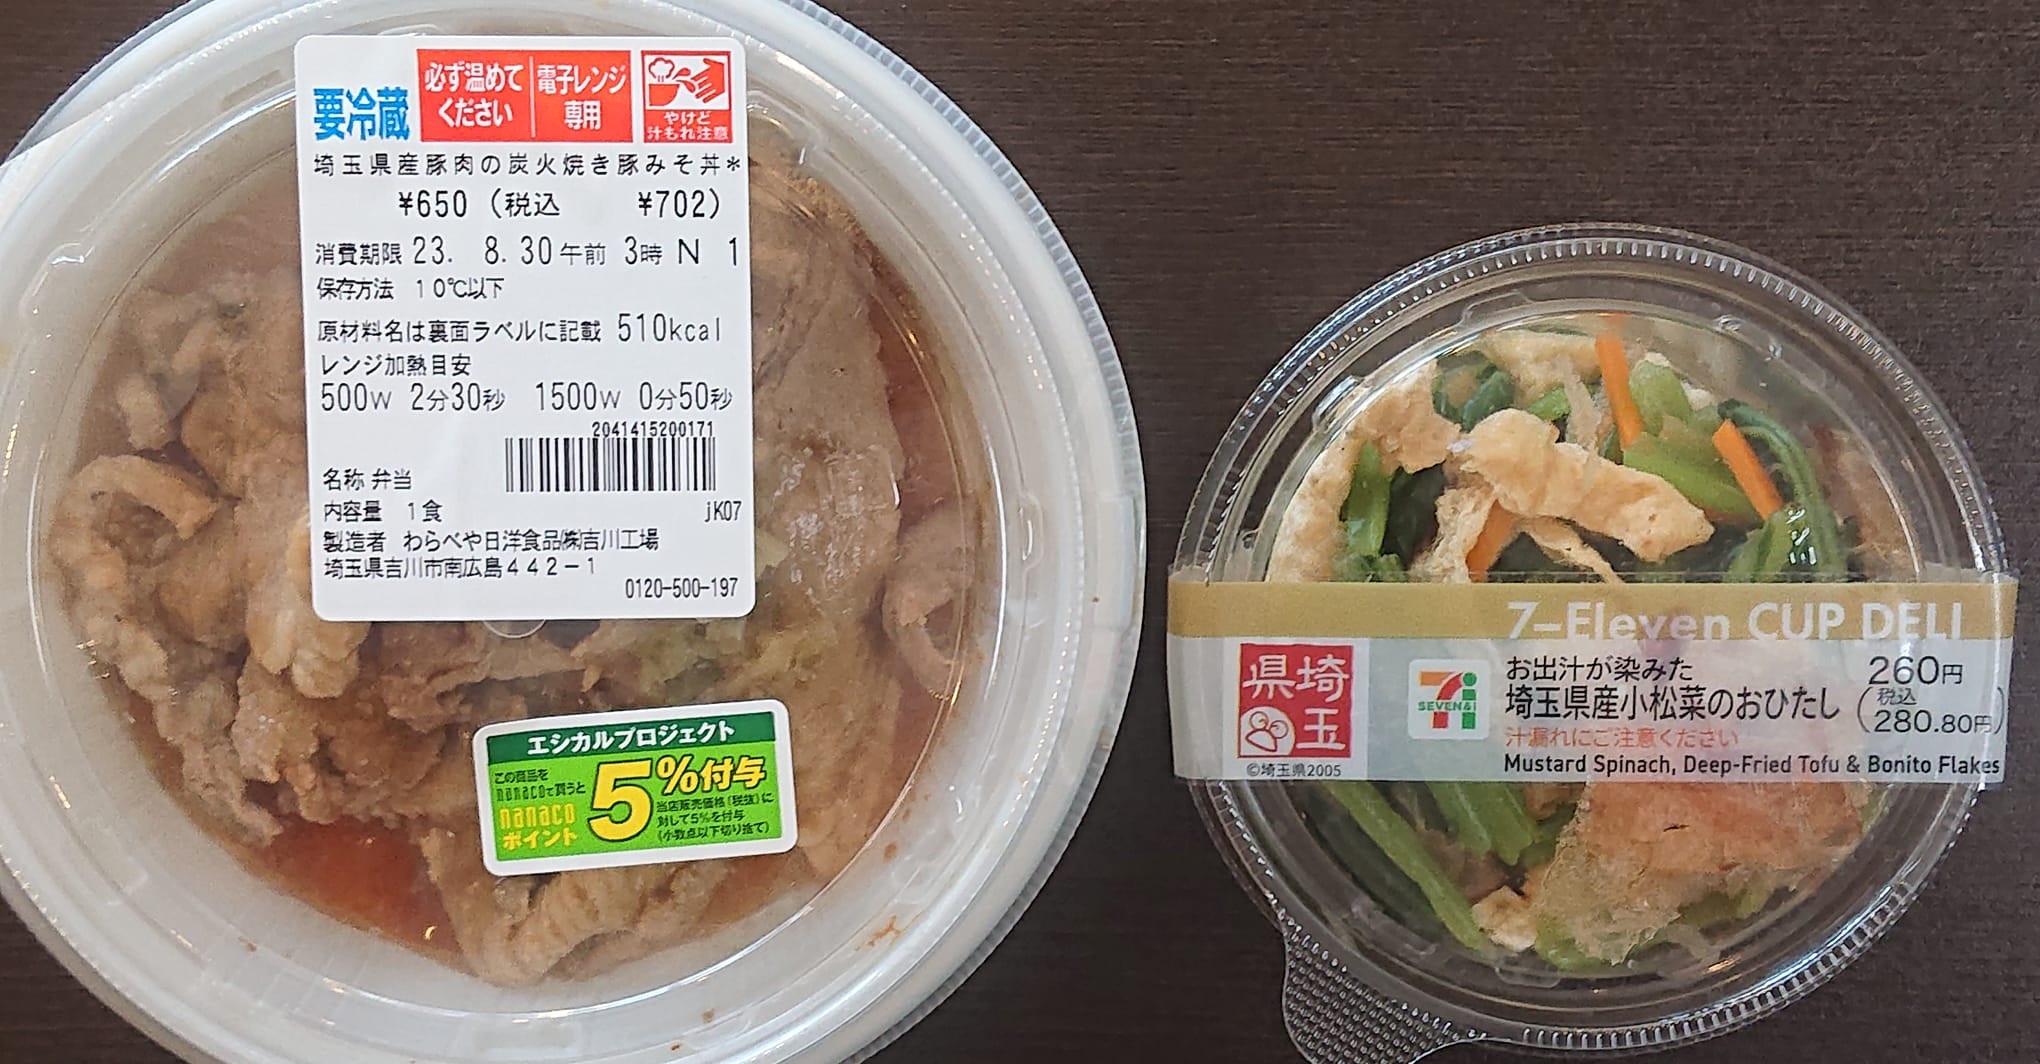 要冷蔵
必ず温めて
ください
電子レンジ
専用
やけど
汁もれ注意
埼玉県産豚肉の炭火焼き豚みそ丼*
¥650 (税込 ¥702)
消費期限 23. 8. 30 午前 3時 N 1
保存方法 10℃以下
原材料名は裏面ラベルに記載 510kcal
レンジ加熱目安
500W 2分30秒 1500W 0分50秒
2041415200171
名称 弁当
内容量 1食 jK07
製造者 わらべや日洋食品㈱吉川工場
埼玉県吉川市南広島442-1
0120-500-197
エシカルプロジェクト
この商品を
nanacoで買うと
nanaco
ポイント
5%付与
当店販売価格(税抜)に
対して5%を付与
(小数点以下切り捨て)
7-Eleven CUP DELI
埼玉県
©埼玉県2005
7
SEVEN&i
お出汁が染みた
埼玉県産小松菜のおひたし
260円
(税込280.80円)
汁漏れにご注意ください
Mustard Spinach, Deep-Fried Tofu & Bonito Flakes